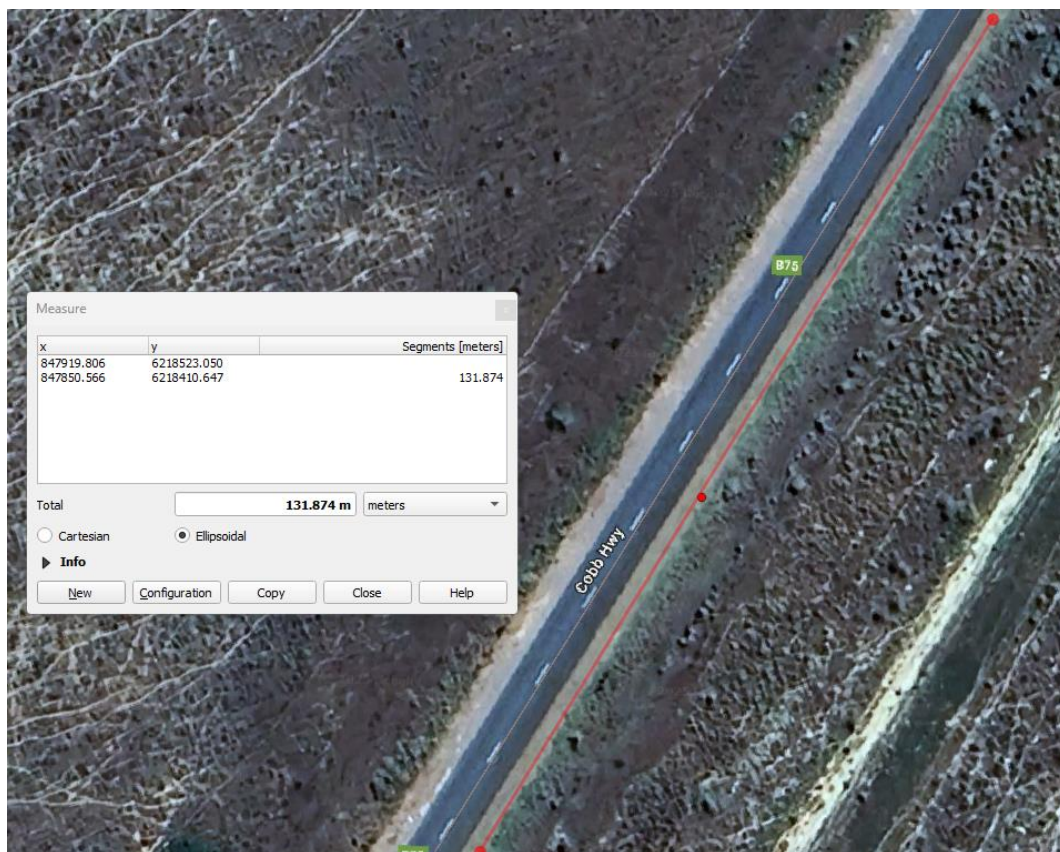 B75
Measure
x y Segments [meters]
847919.806 6218523.050
847850.566 6218410.647 131.874
Total 131.874 m meters
Cartesian Ellipsoidal
Info
New Configuration Copy Close Help
Cobb Hwy